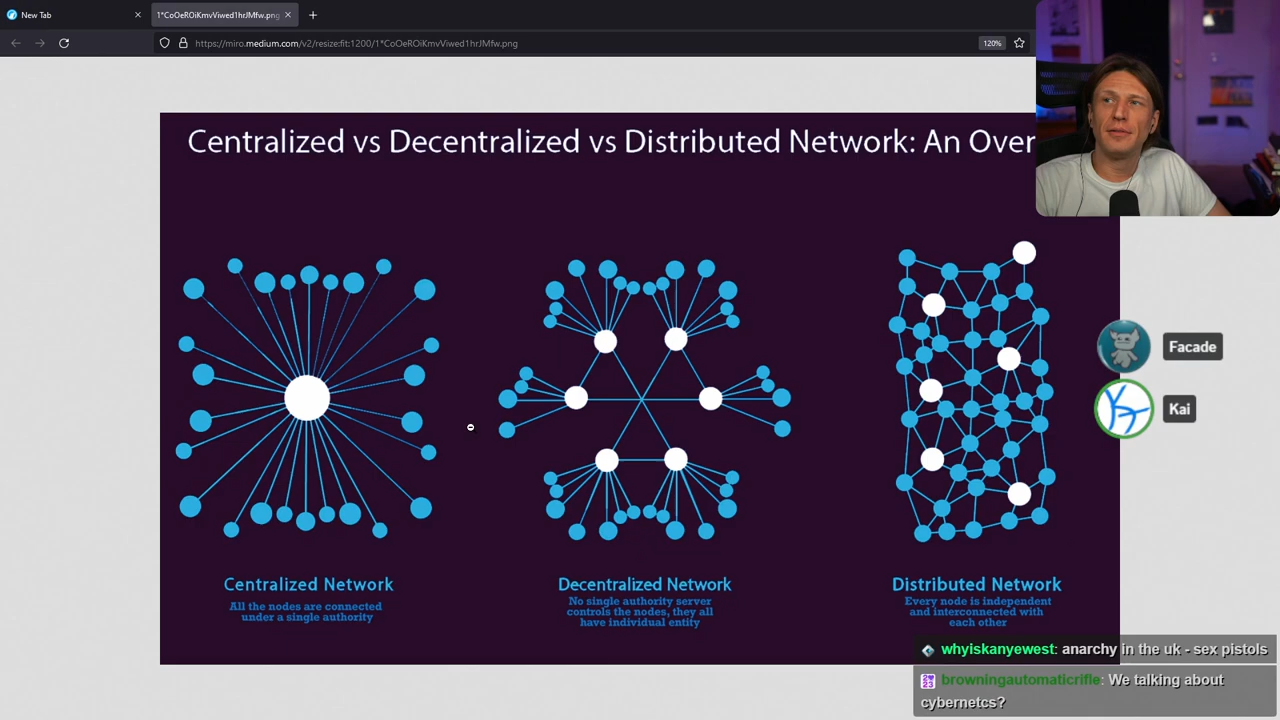 New Tab
1*CoOeROiKmvViwed1hrJMfw.png
https://miro.medium.com/v2/resize:fit:1200/1*CoOeROiKmvViwed1hrJMfw.png
120%
Centralized vs Decentralized vs Distributed Network: An Over
Facade
Kai
Centralized Network
All the nodes are connected
under a single authority
Decentralized Network
No single authority server
controls the nodes, they all
have individual entity
Distributed Network
Every node is independent
and interconnected with
each other
whyiskanyewest: anarchy in the uk - sex pistols
browningautomaticrifle: We talking about
cybernetcs?